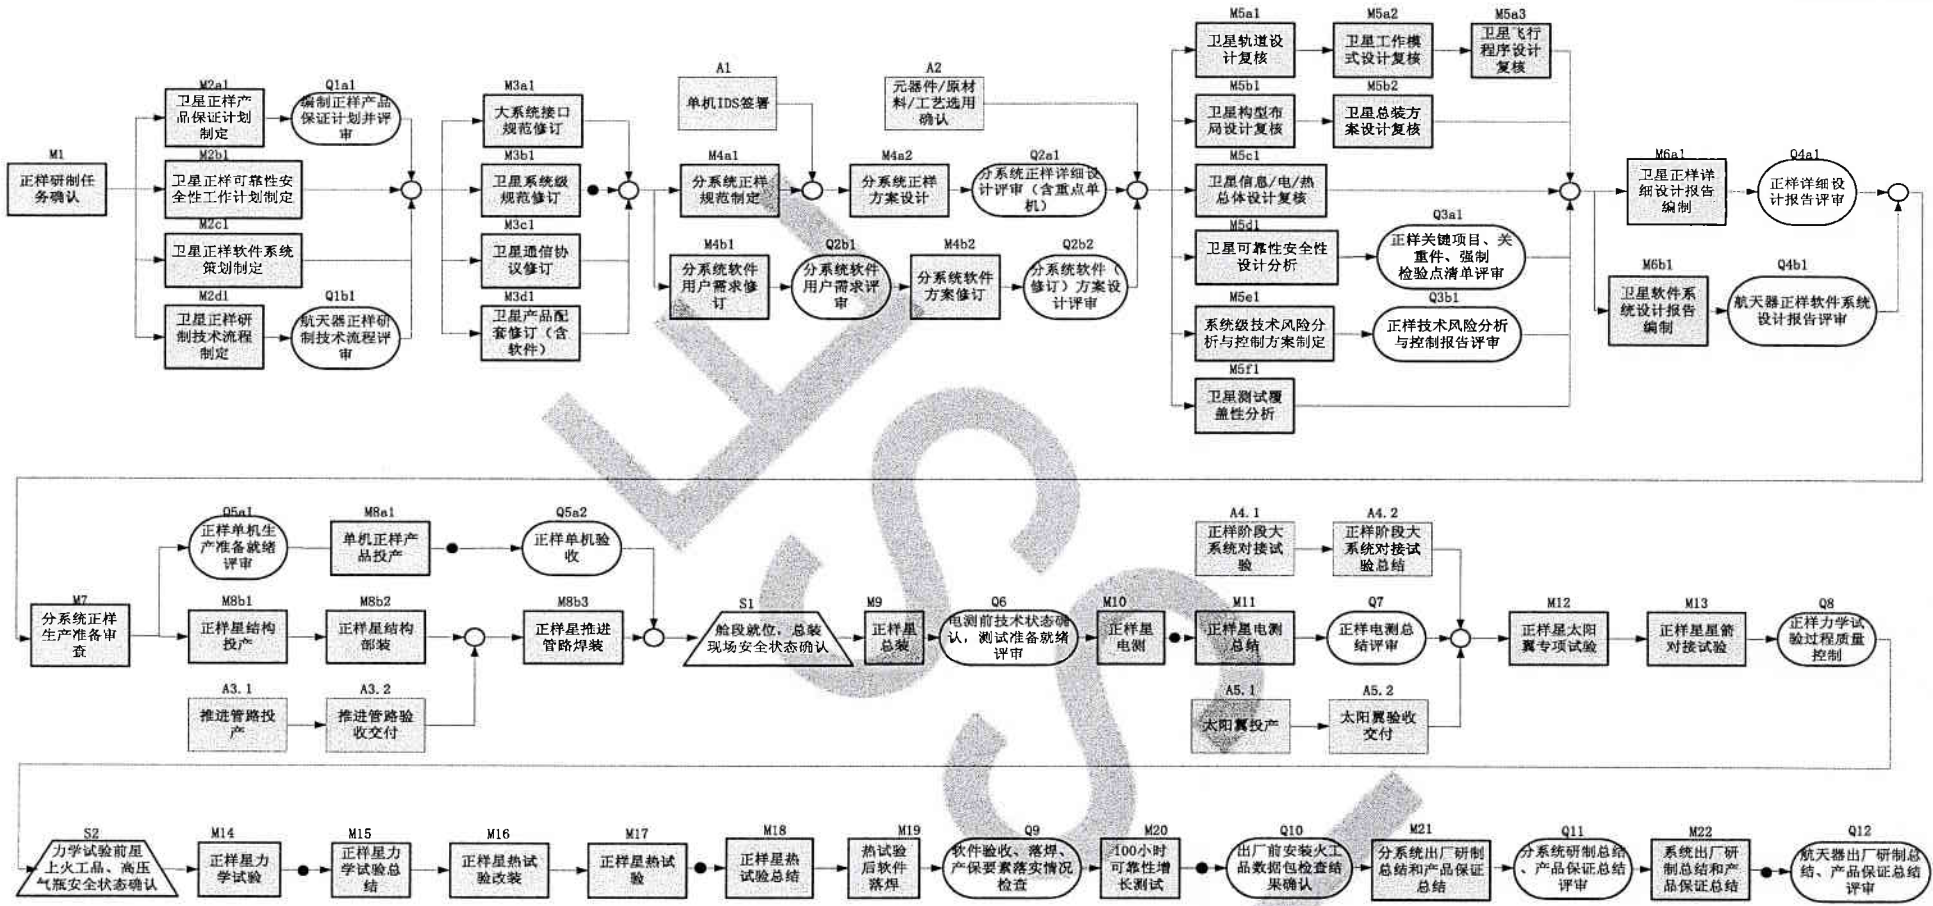 M1
正样研制任
务确认
M2a1
卫星正样产
品保证计划
制定
Q1a1
编制正样产品
保证计划并评
审
M2b1
卫星正样可靠性安
全性工作计划制定
M2c1
卫星正样软件系统
策划制定
M2d1
卫星正样研
制技术流程
制定
Q1b1
航天器正样研
制技术流程评
审
M3a1
大系统接口
规范修订
M3b1
卫星系统级
规范修订
M3c1
卫星通信协
议修订
M3d1
卫星产品配
套修订（含
软件）
A1
单机IDS签署
M4a1
分系统正样
规范制定
M4a2
分系统正样
方案设计
A2
元器件/原材
料/工艺选用
确认
Q2a1
分系统正样详细设
计评审（含重点单
机）
M4b1
分系统软件
用户需求修
订
Q2b1
分系统软件
用户需求评
审
M4b2
分系统软件
方案修订
Q2b2
分系统软件（
修订）方案设
计评审
M5a1
卫星轨道设
计复核
M5a2
卫星工作模
式设计复核
M5a3
卫星飞行
程序设计
复核
M5b1
卫星构型布
局设计复核
M5b2
卫星总装方
案设计复核
M5c1
卫星信息/电/热
总体设计复核
M5d1
卫星可靠性安全性
设计分析
Q3a1
正样关键项目、关
重件、强制
检验点清单评审
M5e1
系统级技术风险分
析与控制方案制定
Q3b1
正样技术风险分析
与控制报告评审
M5f1
卫星测试覆
盖性分析
M6a1
卫星正样详
细设计报告
编制
Q4a1
正样详细设
计报告评审
M6b1
卫星软件系
统设计报告
编制
Q4b1
航天器正样软件系统
设计报告评审
M7
分系统正样
生产准备审
查
Q5a1
正样单机生
产准备就绪
评审
M8a1
单机正样产
品投产
Q5a2
正样单机验
收
M8b1
正样星结构
投产
M8b2
正样星结构
部装
M8b3
正样星推进
管路焊装
A3.1
推进管路投
产
A3.2
推进管路验
收交付
S1
舱段就位，总装
现场安全状态确认
M9
正样星
总装
Q6
电测前技术状态确
认，测试准备就绪
评审
M10
正样星
电测
M11
正样星电测
总结
Q7
正样电测总
结评审
A4.1
正样阶段大
系统对接试
验
A4.2
正样阶段大
系统对接试
验总结
A5.1
太阳翼投产
A5.2
太阳翼验收
交付
M12
正样星太阳
翼专项试验
M13
正样星星箭
对接试验
Q8
正样力学试
验过程质量
控制
S2
力学试验前星
上火工品、高压
气瓶安全状态确认
M14
正样星力
学试验
M15
正样星力
学试验总
结
M16
正样星热试
验改装
M17
正样星热试
验
M18
正样星热
试验总结
M19
热试验
后软件
落焊
Q9
软件验收、落焊、
产保要素落实情况
检查
M20
100小时
可靠性增
长测试
Q10
出厂前安装火工
品数据包检查结
果确认
M21
分系统出厂研制
总结和产品保证
总结
Q11
分系统研制总结
、产品保证总结
评审
M22
系统出厂研
制总结和产
品保证总结
Q12
航天器出厂研制总
结、产品保证总结
评审